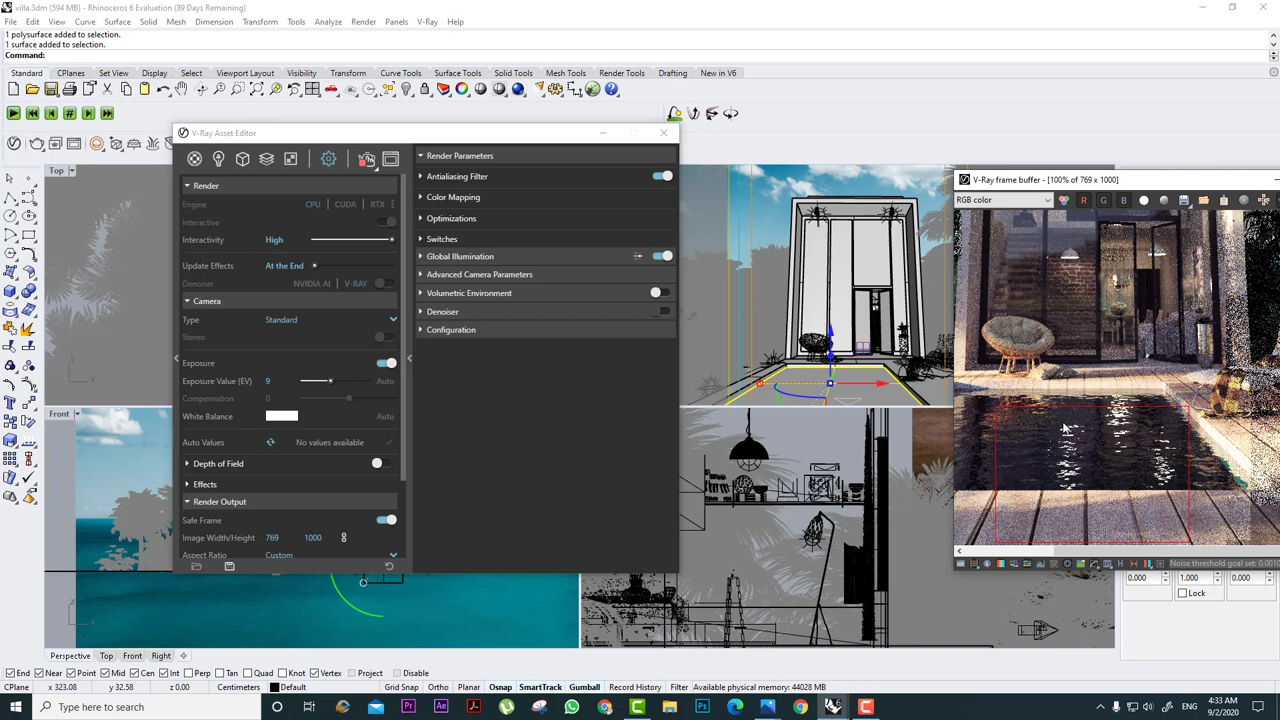 villa.3dm (594 MB) - Rhinoceros 6 Evaluation (89 Days Remaining)
File Edit View Curve Surface Solid Mesh Dimension Transform Tools Analyze Render Panels V-Ray Help
1 polysurface added to selection.
1 surface added to selection.
Command:
Standard CPlanes Set View Display Select Viewport Layout Visibility Transform Curve Tools Surface Tools Solid Tools Mesh Tools Render Tools Drafting New in V6
V-Ray Asset Editor
Top
V-Ray frame buffer - [100% of 769 x 1000]
RGB color
R G B
Render
Engine CPU CUDA RTX
Interactive
Interactivity High
Update Effects At the End
Denoiser NVIDIA AI V-RAY
Camera
Type Standard
Stereo
Exposure
Exposure Value (EV) 9 Auto
Compensation 0
White Balance Auto
Auto Values No values available
Depth of Field
Effects
Render Output
Safe Frame
Image Width/Height 769 1000
Aspect Ratio Custom
Render Parameters
Antialiasing Filter
Color Mapping
Optimizations
Switches
Global Illumination
Advanced Camera Parameters
Volumetric Environment
Denoiser
Configuration
Front
y
x
z
x
Noise threshold goal set: 0.0010
0.000 1.000 0.000
Lock
Perspective Top Front Right
End Near Point Mid Cen Int Perp Tan Quad Knot Vertex Project Disable
CPlane x 323.08 y 32.58 z 0.00 Centimeters Default Grid Snap Ortho Planar Osnap SmartTrack Gumball Record History Filter Available physical memory: 44028 MB
Type here to search
4:33 AM
9/2/2020